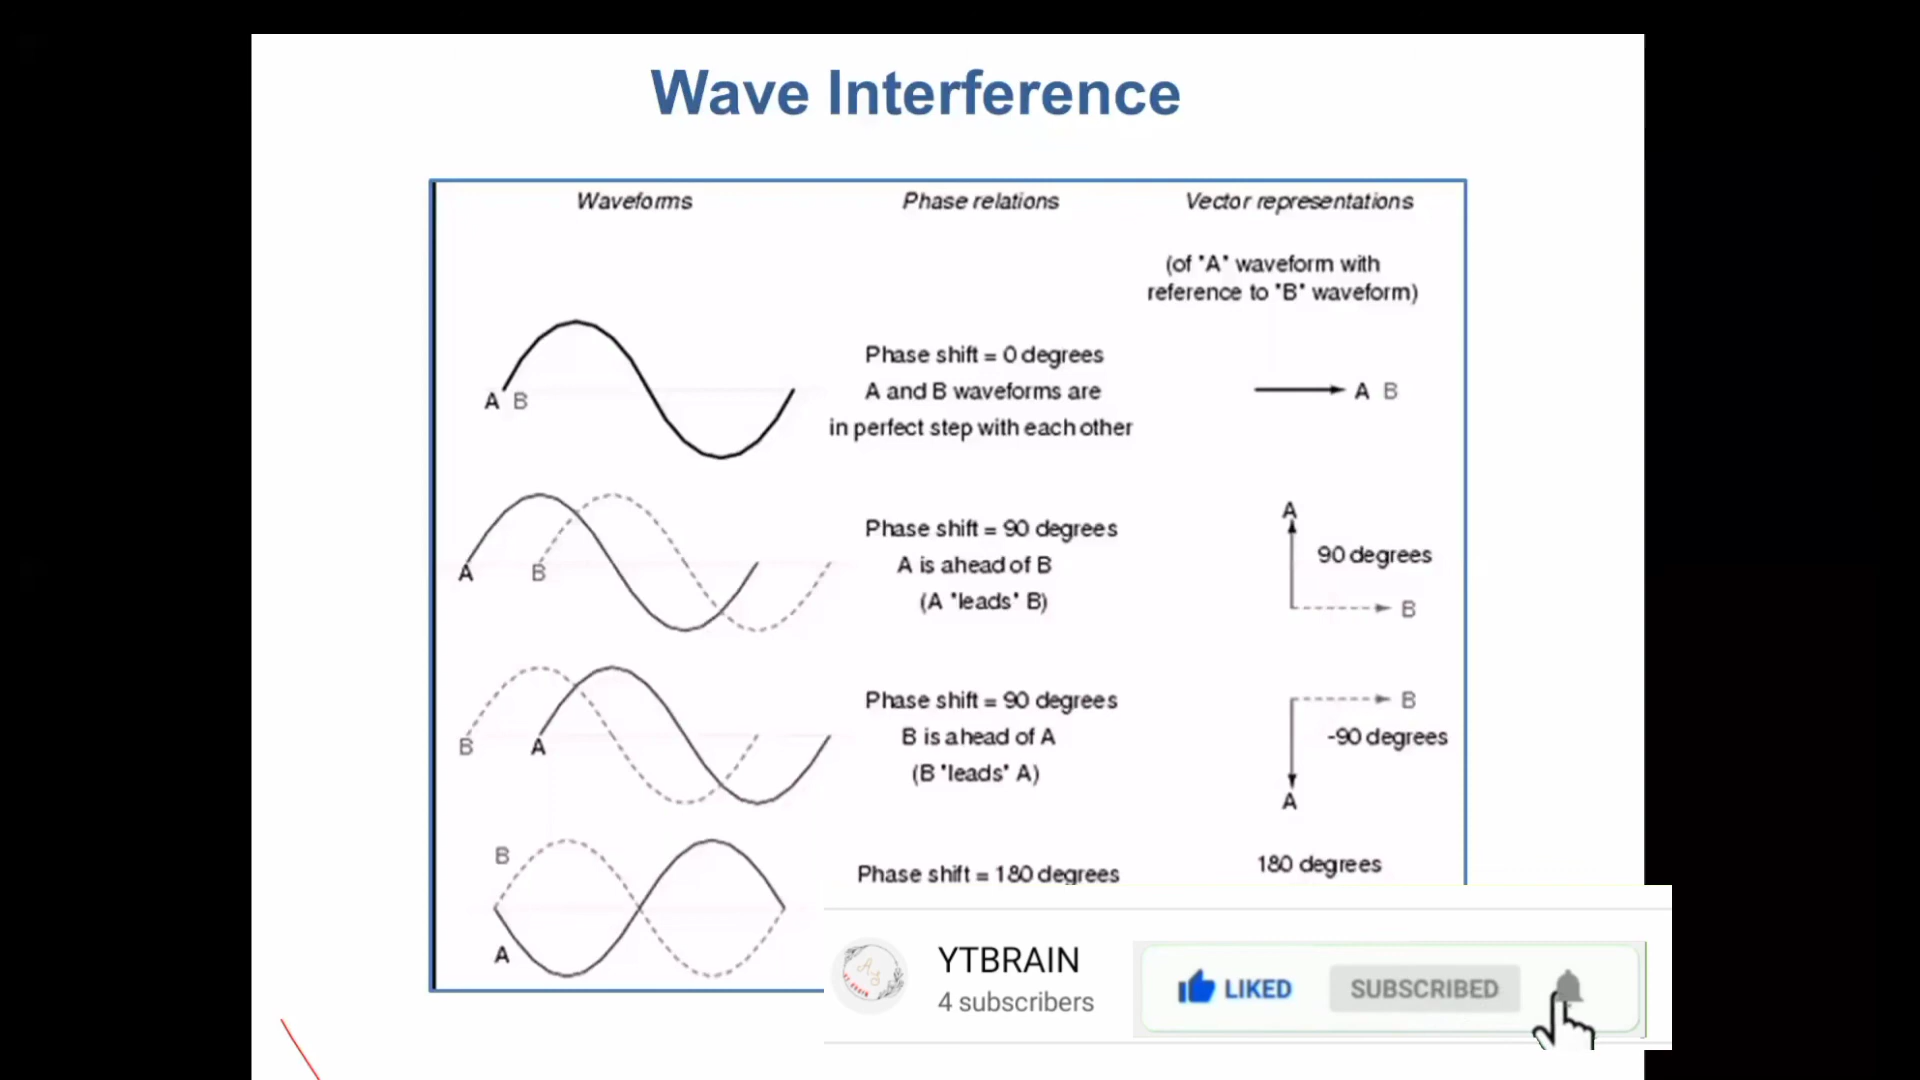 Wave Interference
Waveforms
Phase relations
Vector representations
(of "A" waveform with
reference to "B" waveform)
A B
Phase shift = 0 degrees
A and B waveforms are
in perfect step with each other
A B
A
B
Phase shift = 90 degrees
A is ahead of B
(A "leads" B)
A
90 degrees
B
B
A
Phase shift = 90 degrees
B is ahead of A
(B "leads" A)
B
-90 degrees
A
B
A
Phase shift = 180 degrees
180 degrees
YTBRAIN
4 subscribers
LIKED
SUBSCRIBED